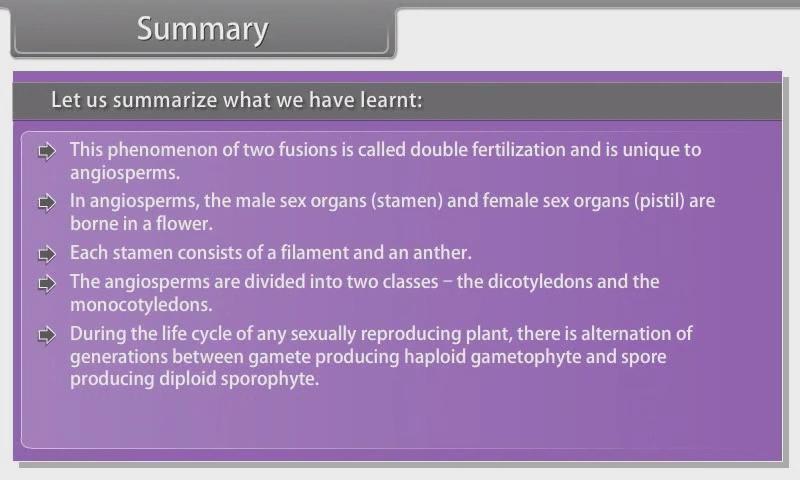 Summary
Let us summarize what we have learnt:
This phenomenon of two fusions is called double fertilization and is unique to
angiosperms.
In angiosperms, the male sex organs (stamen) and female sex organs (pistil) are
borne in a flower.
Each stamen consists of a filament and an anther.
The angiosperms are divided into two classes – the dicotyledons and the
monocotyledons.
During the life cycle of any sexually reproducing plant, there is alternation of
generations between gamete producing haploid gametophyte and spore
producing diploid sporophyte.